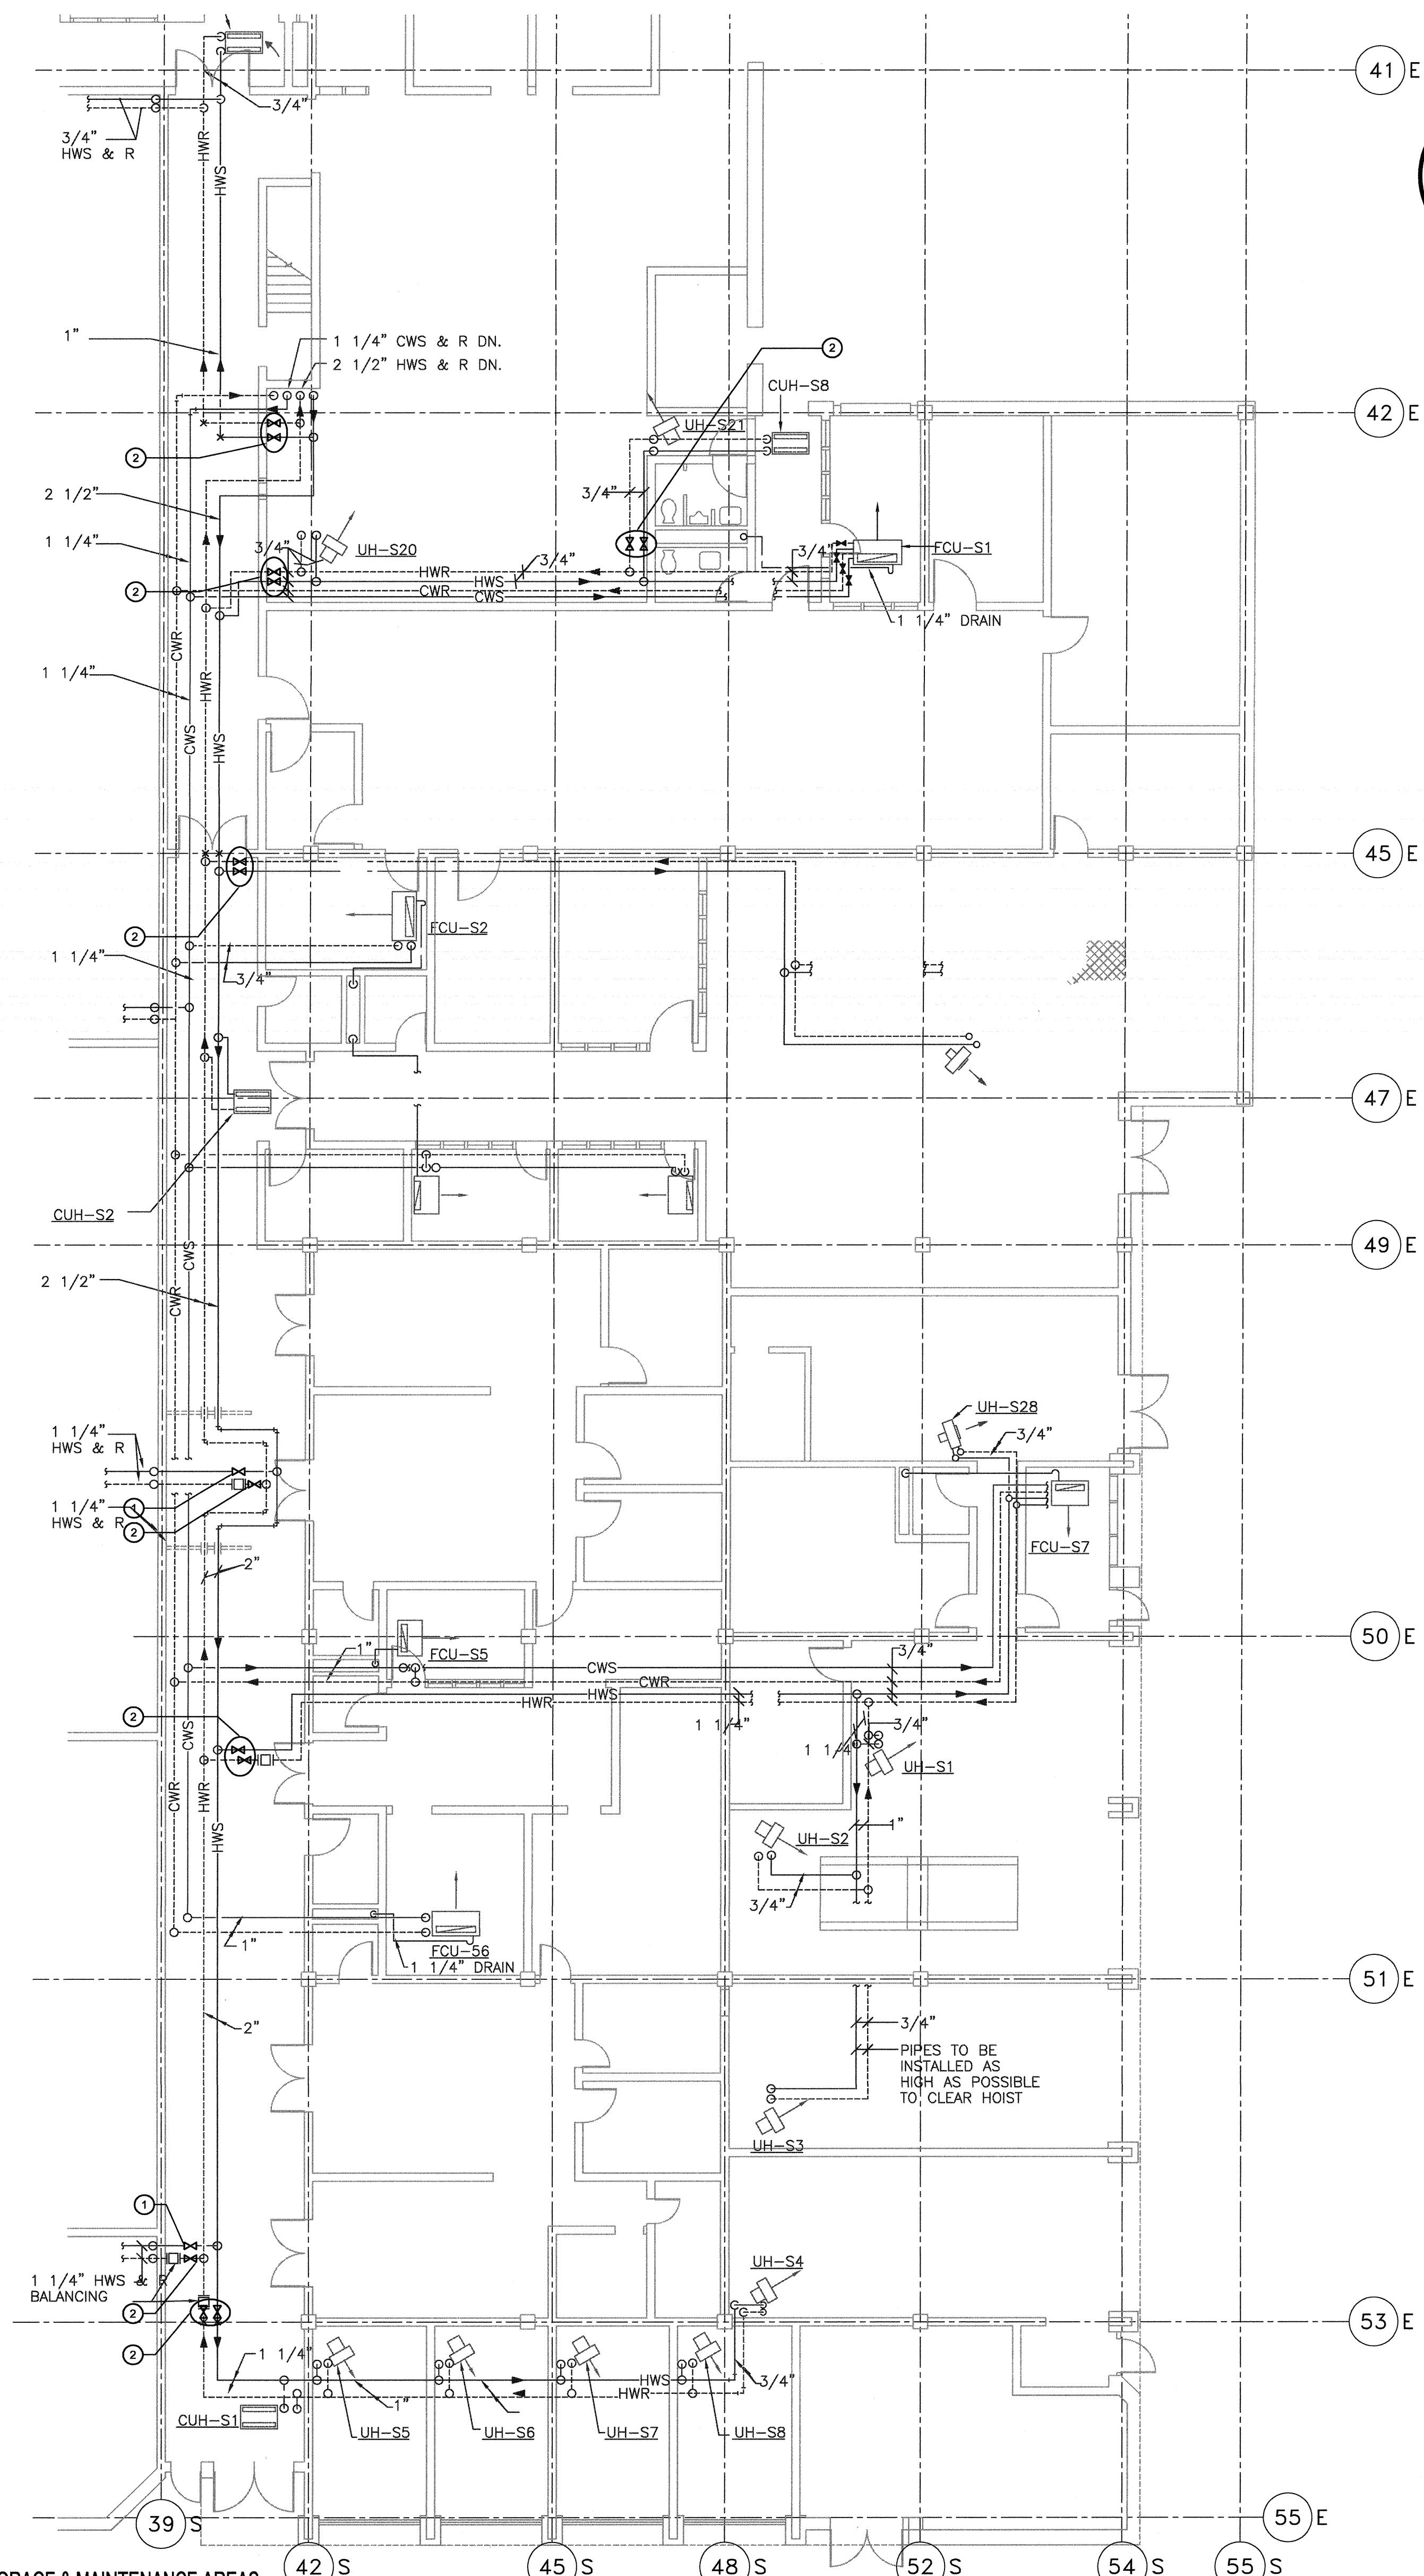 41 E
3/4"
3/4"
HWS & R
HWR
HWS
1"
1 1/4" CWS & R DN.
2 1/2" HWS & R DN.
2
CUH-S8
42 E
UH-S21
2
2 1/2"
3/4"
1 1/4"
3/4"
UH-S20
3/4"
3/4"
FCU-S1
HWR
HWS
2
CWR
CWS
1 1/4" DRAIN
CWR
HWR
1 1/4"
CWS
HWS
45 E
2
FCU-S2
1 1/4"
3/4"
47 E
CUH-S2
CWS
49 E
2 1/2"
CWR
UH-S28
3/4"
1 1/4"
HWS & R
1 1/4"
HWS & R
1
2
FCU-S7
2"
50 E
1"
FCU-S5
3/4"
CWS
CWR
HWS
HWR
2
1 1/4"
3/4"
1 1/4
CWS
UH-S1
CWR
HWR
HWS
UH-S2
1"
3/4"
1"
FCU-56
1 1/4" DRAIN
51 E
2"
3/4"
PIPES TO BE
INSTALLED AS
HIGH AS POSSIBLE
TO CLEAR HOIST
UH-S3
1
UH-S4
1 1/4" HWS & R
BALANCING
2
53 E
2
1 1/4"
HWS
3/4"
HWR
1"
CUH-S1
UH-S5
UH-S6
UH-S7
UH-S8
39 S
55 E
42 S
45 S
48 S
52 S
54 S
55 S